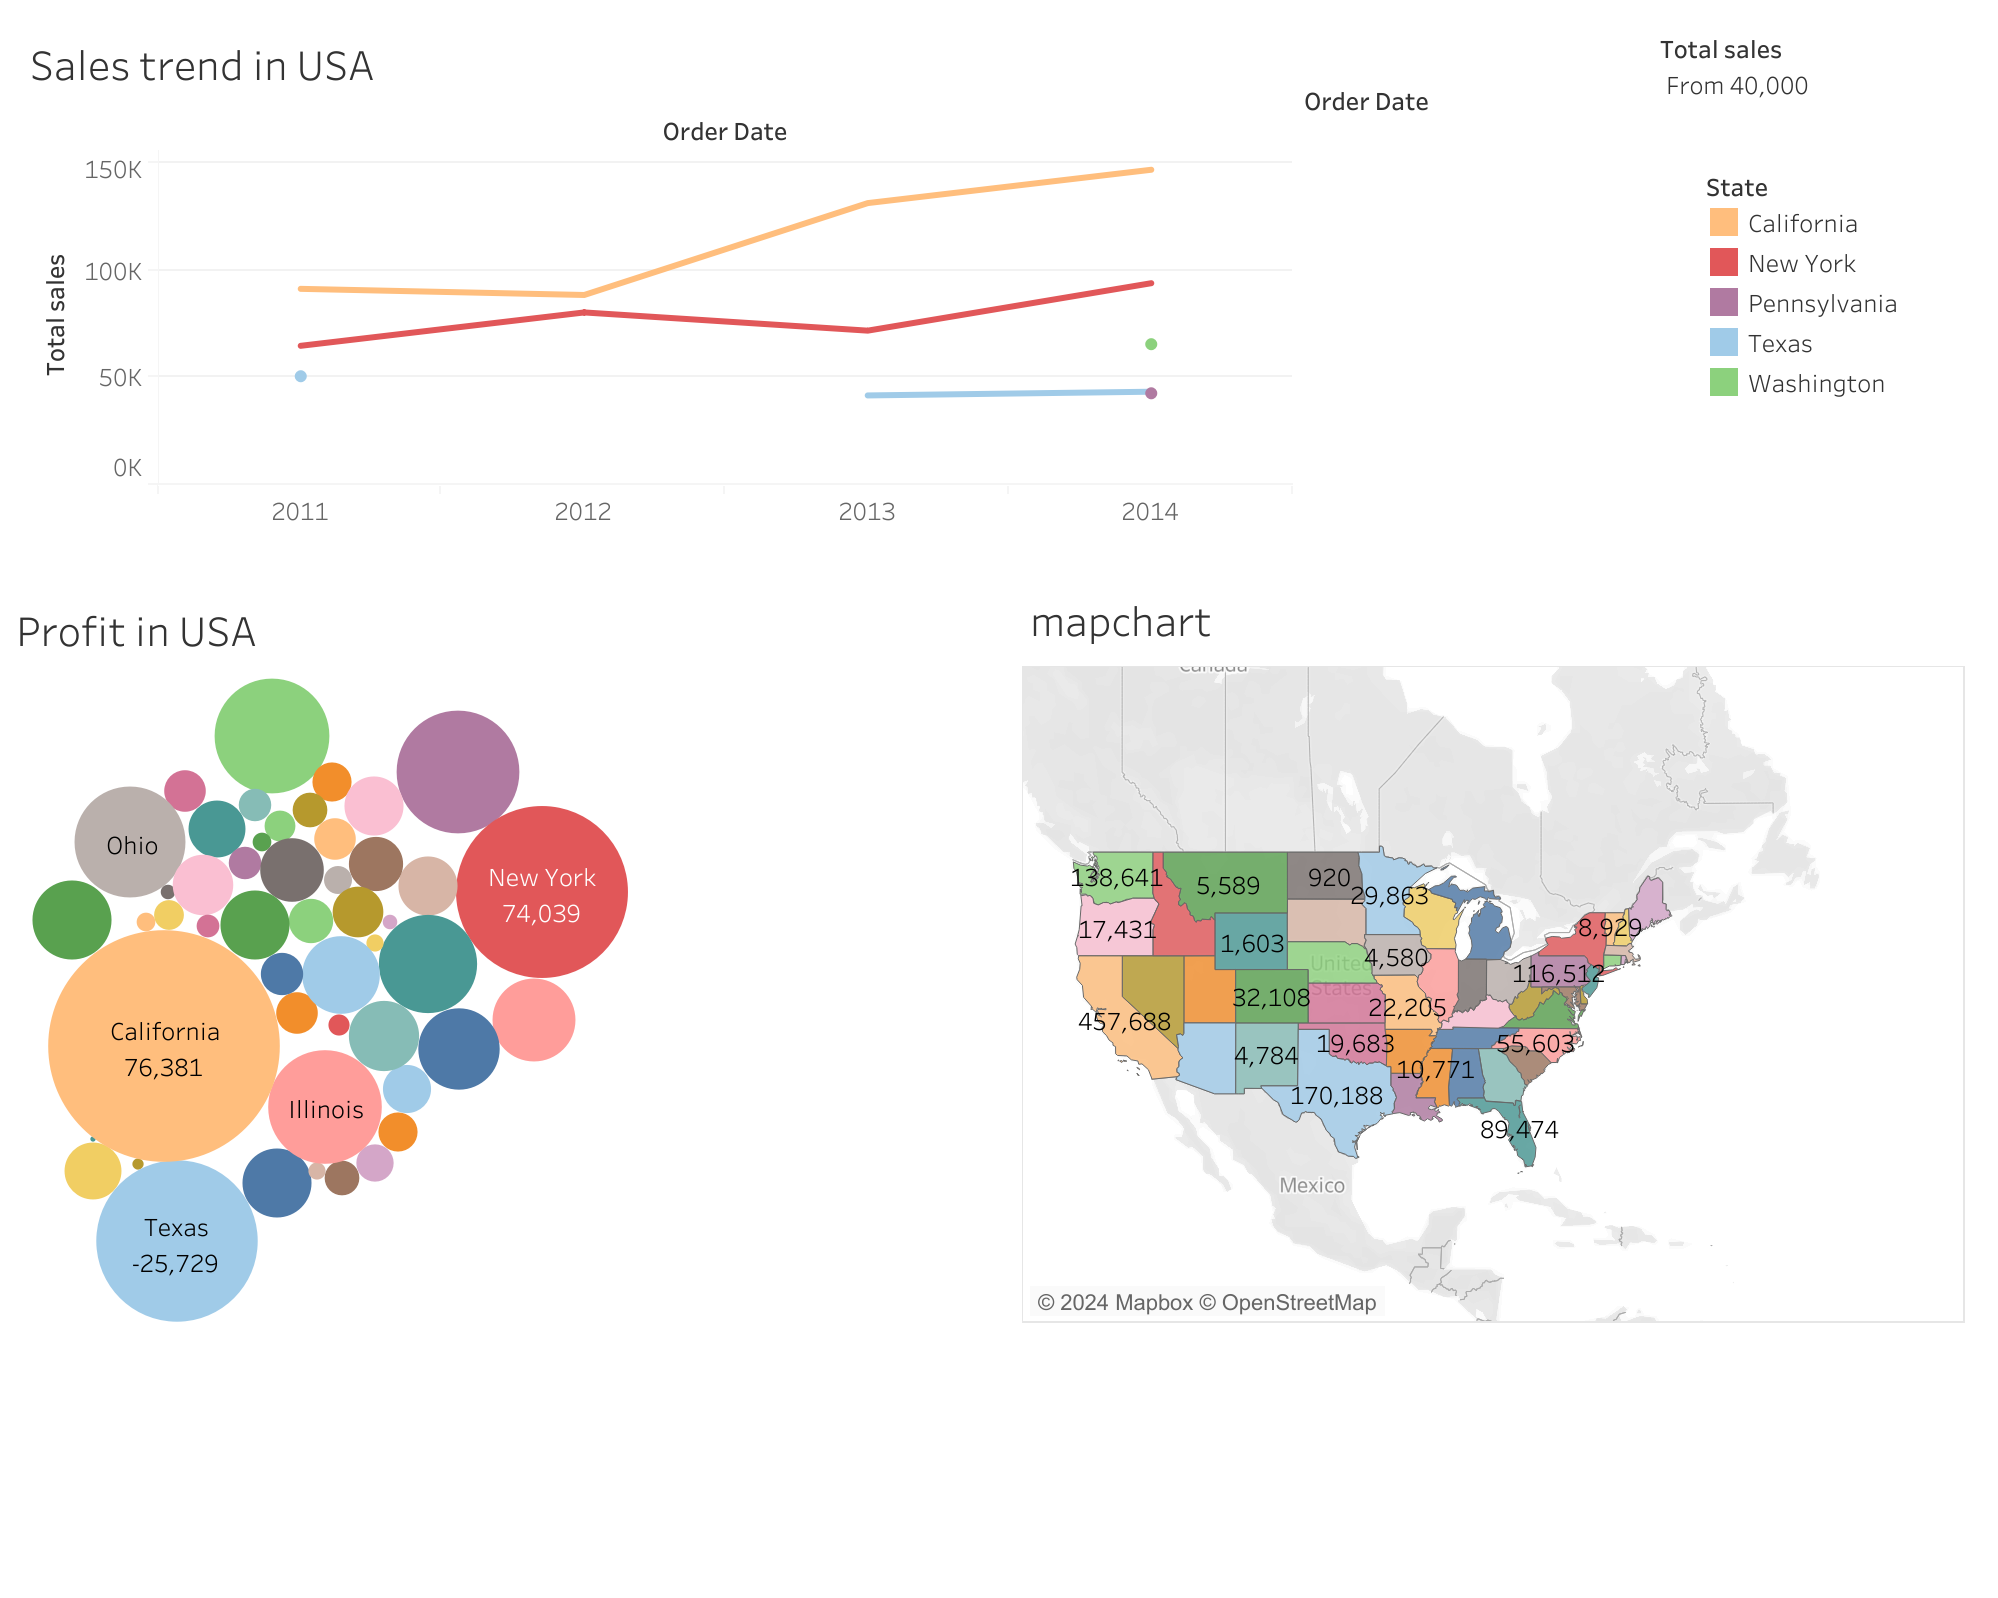 Sales trend in USA
Total sales
From 40,000
Order Date
Order Date
Total sales
150K
100K
50K
0K
2011
2012
2013
2014
State
California
New York
Pennsylvania
Texas
Washington
Profit in USA
Ohio
New York
74,039
California
76,381
Illinois
Texas
-25,729
mapchart
Canada
138,641
5,589
920
29,863
17,431
1,603
4,580
8,929
United
States
116,512
457,688
32,108
22,205
4,784
19,683
55,603
10,771
170,188
89,474
Mexico
© 2024 Mapbox © OpenStreetMap